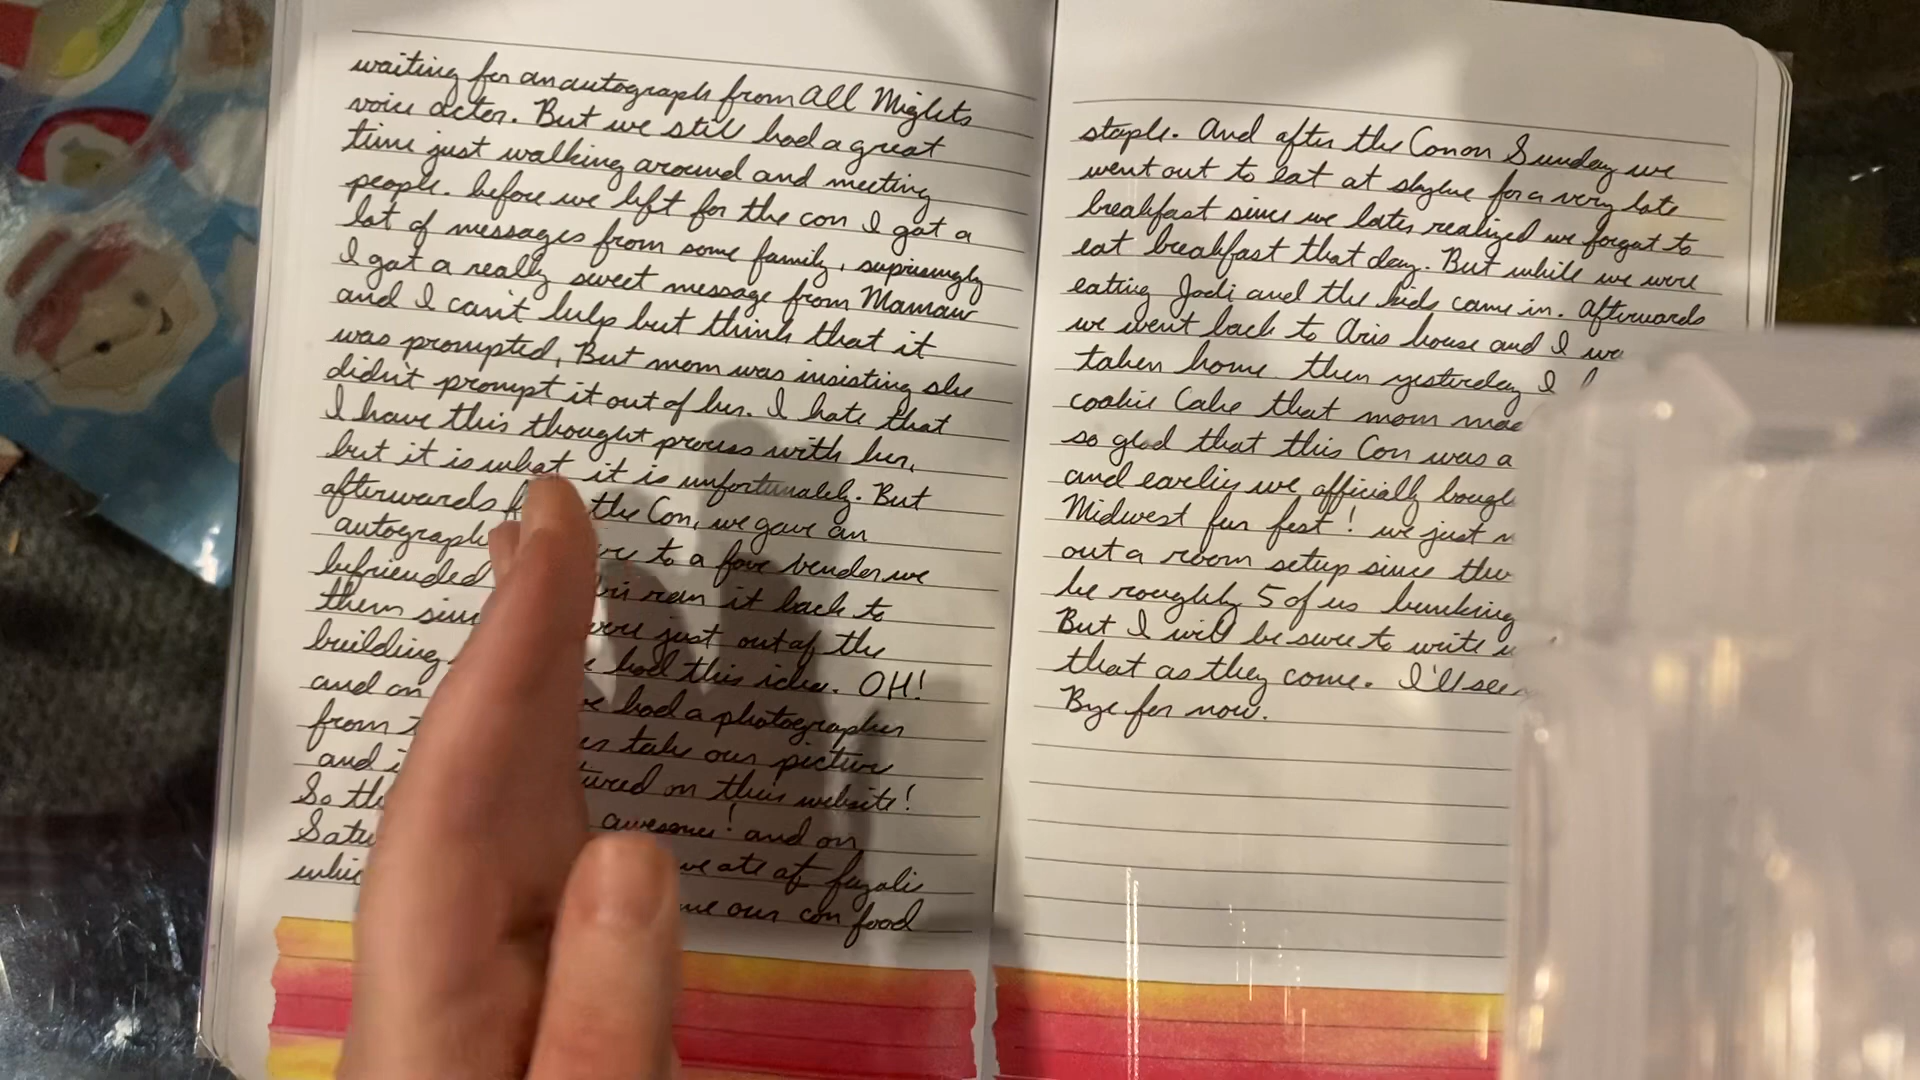 waiting for an autograph from All Mights
voice actor. But we still had a great
time just walking around and meeting
people. before we left for the con I got a
lot of messages from some family, suprisingly
I got a really sweet message from Mamaw
and I can't help but think that it
was prompted, But mom was insisting she
didn't prompt it out of her. I hate that
I have this thought process with her,
but it is what it is unfortunately. But
afterwards the Con, we gave an
autograph to a fave vender we
befriended ran it back to
them just out of the
building had this idea. OH!
and on had a photographer
from take our picture
and on their website!
So the awesome! and on
we ate at fazoli
our con food
staple. And after the Con on Sunday we
went out to eat at skyline for a very late
breakfast since we later realized we forgot to
eat breakfast that day. But while we were
eating Jodi and the kids came in. Afterwards
we went back to Aris house and I
taken home then yesterday I
cookie Cake that mom
so glad that this Con was a
and earlier we officially
Midwest fur fest! we just
out a room setup since
be roughly 5 of us bunking
But I will be sure to write
that as they come. I'll see
Bye for now.